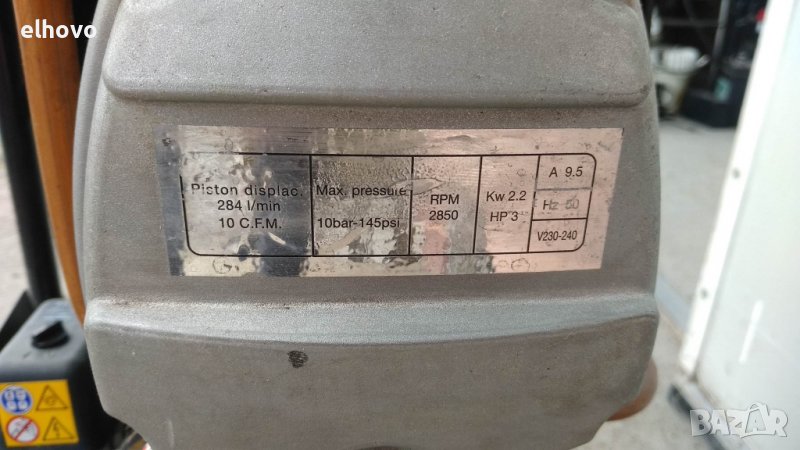 elhovo
Piston displac.
284 l/min
10 C.F.M.
Max. pressure
10bar-145psi
RPM
2850
Kw 2.2
HP 3
A 9.5
Hz 50
V230-240
BAZAR